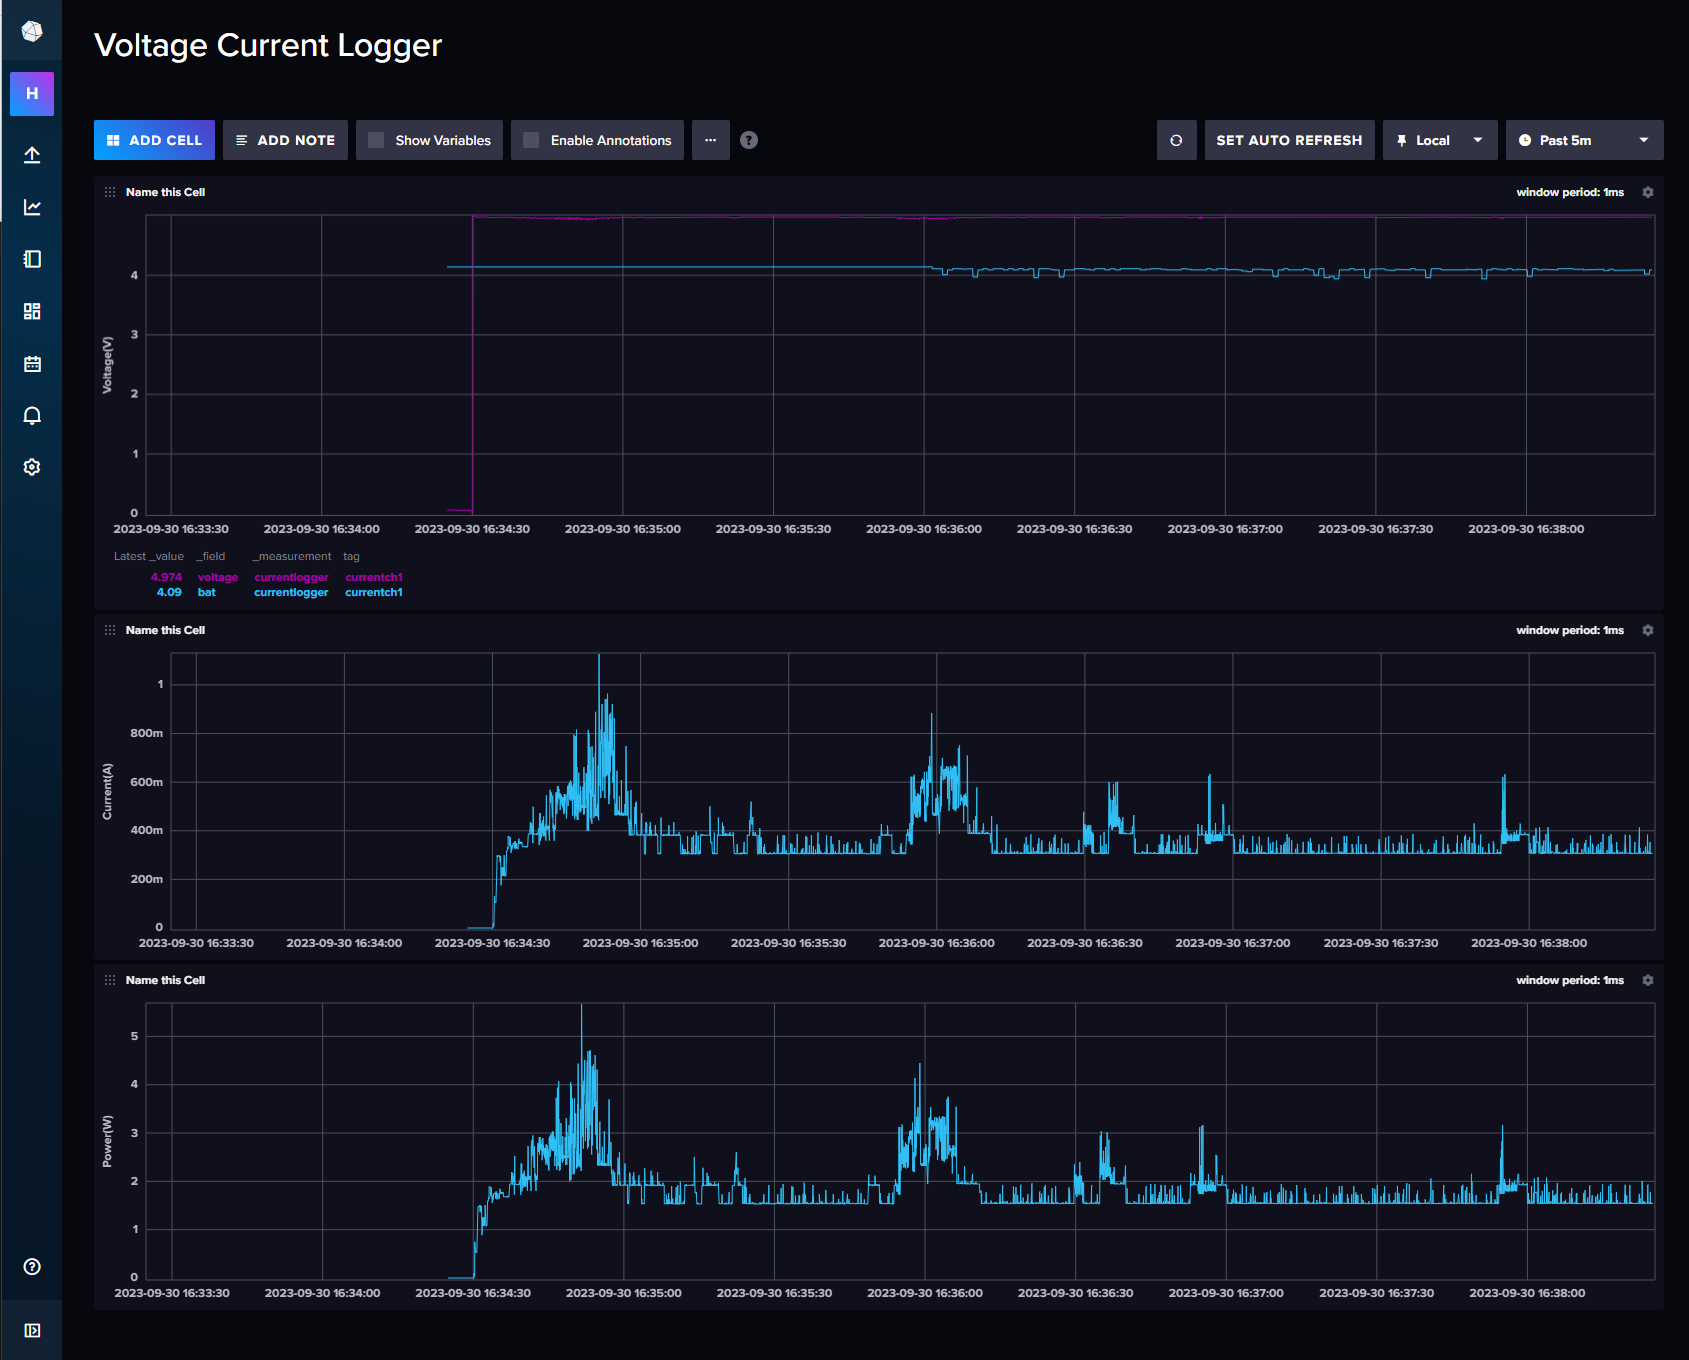 Voltage Current Logger
H
ADD CELL ADD NOTE Show Variables Enable Annotations ... ? SET AUTO REFRESH Local Past 5m
Name this Cell window period: 1ms
4
3
2
1
0
Voltage(V)
2023-09-30 16:33:30 2023-09-30 16:34:00 2023-09-30 16:34:30 2023-09-30 16:35:00 2023-09-30 16:35:30 2023-09-30 16:36:00 2023-09-30 16:36:30 2023-09-30 16:37:00 2023-09-30 16:37:30 2023-09-30 16:38:00
Latest _value _field _measurement tag
4.974 voltage currentlogger currentch1
4.09 bat currentlogger currentch1
Name this Cell window period: 1ms
1
800m
600m
400m
200m
0
Current(A)
2023-09-30 16:33:30 2023-09-30 16:34:00 2023-09-30 16:34:30 2023-09-30 16:35:00 2023-09-30 16:35:30 2023-09-30 16:36:00 2023-09-30 16:36:30 2023-09-30 16:37:00 2023-09-30 16:37:30 2023-09-30 16:38:00
Name this Cell window period: 1ms
5
4
3
2
1
0
Power(W)
2023-09-30 16:33:30 2023-09-30 16:34:00 2023-09-30 16:34:30 2023-09-30 16:35:00 2023-09-30 16:35:30 2023-09-30 16:36:00 2023-09-30 16:36:30 2023-09-30 16:37:00 2023-09-30 16:37:30 2023-09-30 16:38:00
?